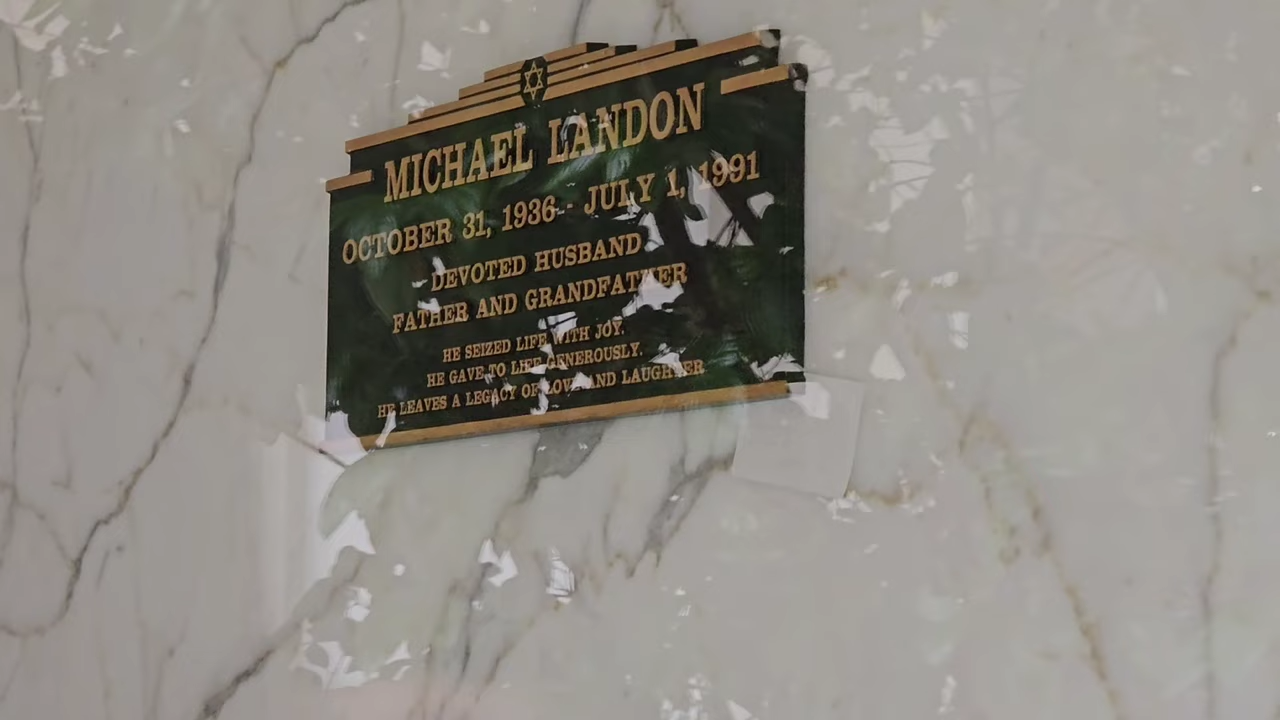 MICHAEL LANDON
OCTOBER 31, 1936 - JULY 1, 1991
DEVOTED HUSBAND
FATHER AND GRANDFATHER
HE SEIZED LIFE WITH JOY.
HE GAVE TO LIFE GENEROUSLY.
HE LEAVES A LEGACY OF LOVE AND LAUGHTER